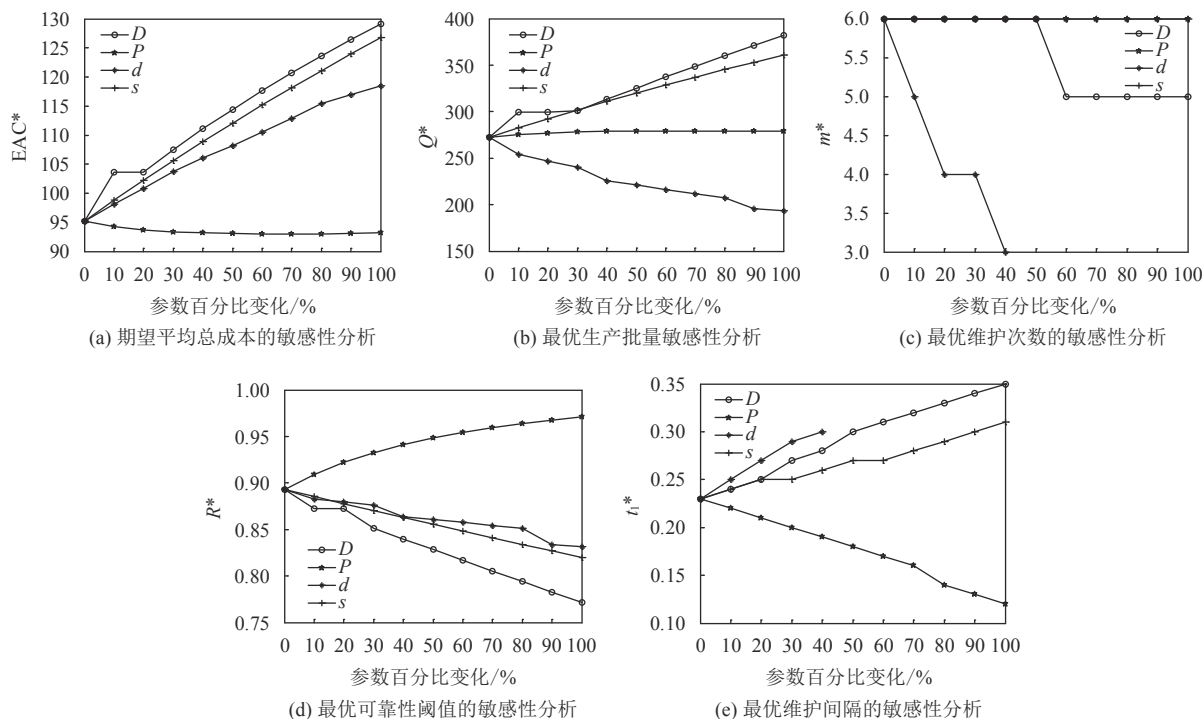 130
125
120
115
110
105
100
95
90
EAC*
D
P
d
s
0 10 20 30 40 50 60 70 80 90 100
参数百分比变化/%
(a) 期望平均总成本的敏感性分析
400
350
300
250
200
150
Q*
D
P
d
s
0 10 20 30 40 50 60 70 80 90 100
参数百分比变化/%
(b) 最优生产批量敏感性分析
6.0
5.5
5.0
4.5
4.0
3.5
3.0
m*
D
P
d
s
0 10 20 30 40 50 60 70 80 90 100
参数百分比变化/%
(c) 最优维护次数的敏感性分析
1.00
0.95
0.90
0.85
0.80
0.75
R*
D
P
d
s
0 10 20 30 40 50 60 70 80 90 100
参数百分比变化/%
(d) 最优可靠性阈值的敏感性分析
0.35
0.30
0.25
0.20
0.15
0.10
t₁*
D
P
d
s
0 10 20 30 40 50 60 70 80 90 100
参数百分比变化/%
(e) 最优维护间隔的敏感性分析